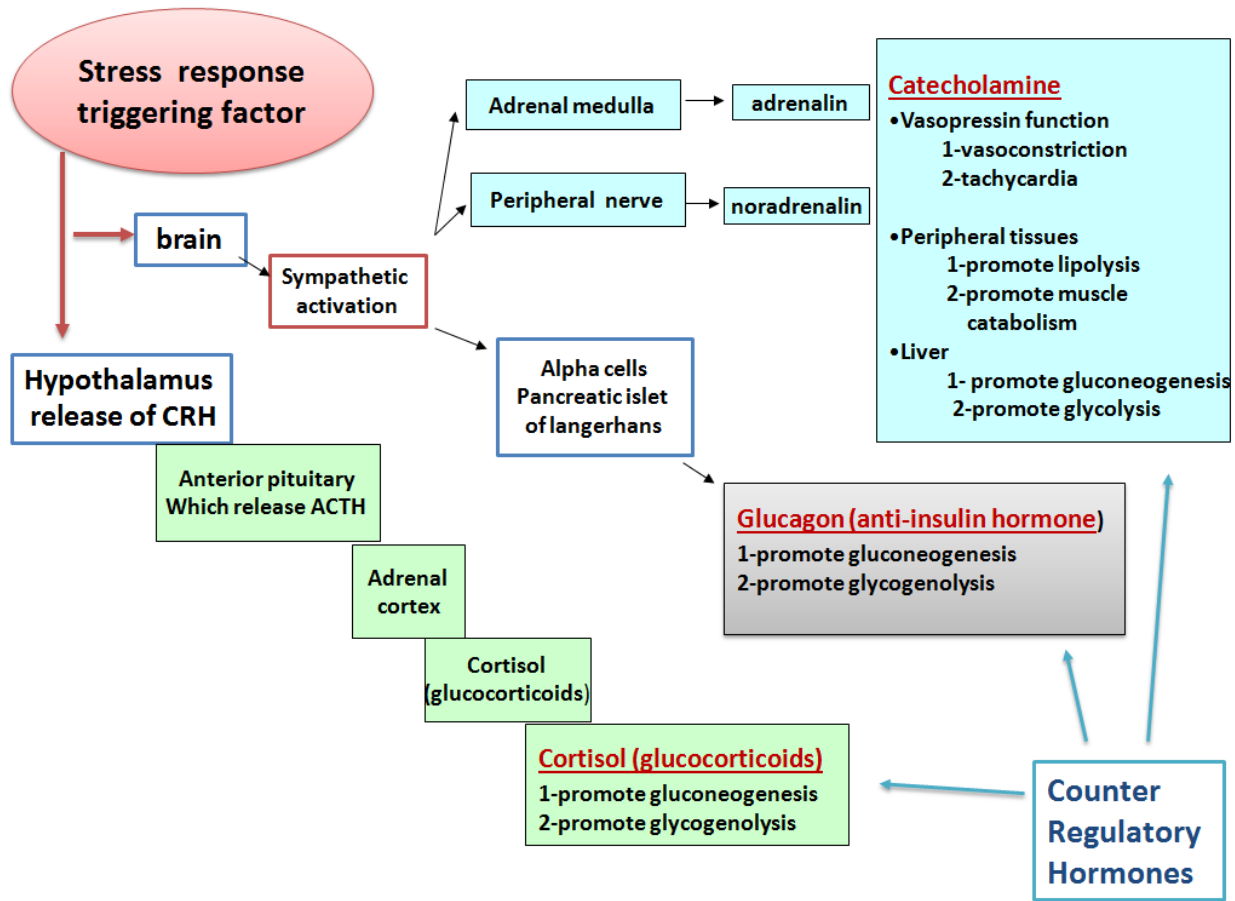 Stress response
triggering factor
brain
Sympathetic
activation
Adrenal medulla
adrenalin
Peripheral nerve
noradrenalin
Catecholamine
•Vasopressin function
1-vasoconstriction
2-tachycardia
•Peripheral tissues
1-promote lipolysis
2-promote muscle
catabolism
•Liver
1- promote gluconeogenesis
2-promote glycolysis
Alpha cells
Pancreatic islet
of langerhans
Glucagon (anti-insulin hormone)
1-promote gluconeogenesis
2-promote glycogenolysis
Hypothalamus
release of CRH
Anterior pituitary
Which release ACTH
Adrenal
cortex
Cortisol
(glucocorticoids)
Cortisol (glucocorticoids)
1-promote gluconeogenesis
2-promote glycogenolysis
Counter
Regulatory
Hormones